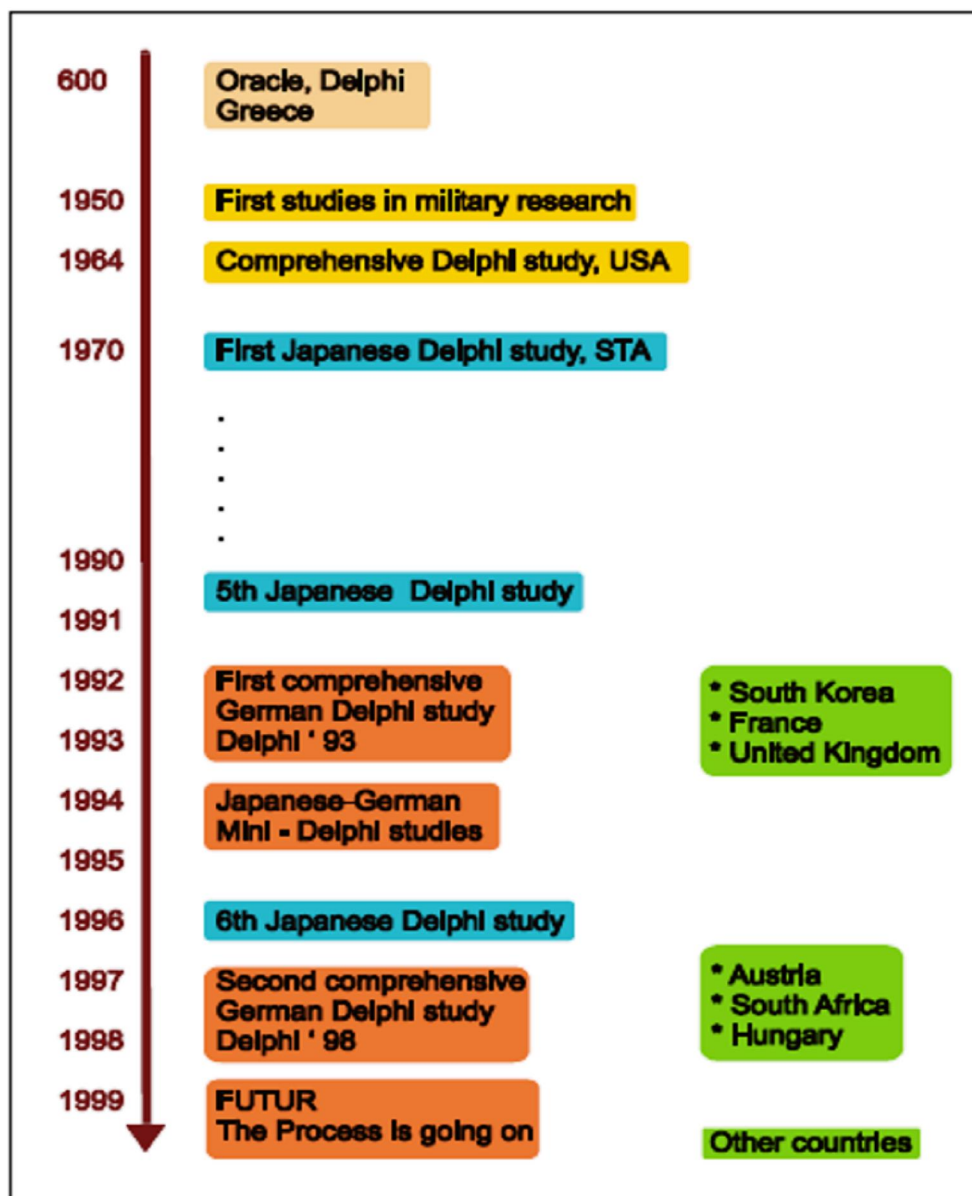 600
Oracle, Delphi
Greece
1950
First studies in military research
1964
Comprehensive Delphi study, USA
1970
First Japanese Delphi study, STA
.
.
.
.
.
1990
5th Japanese Delphi study
1991
1992
First comprehensive
German Delphi study
Delphi ‘ 93
1993
* South Korea
* France
* United Kingdom
1994
Japanese-German
Mini - Delphi studies
1995
1996
6th Japanese Delphi study
1997
Second comprehensive
German Delphi study
Delphi ‘ 98
1998
* Austria
* South Africa
* Hungary
1999
FUTUR
The Process is going on
Other countries